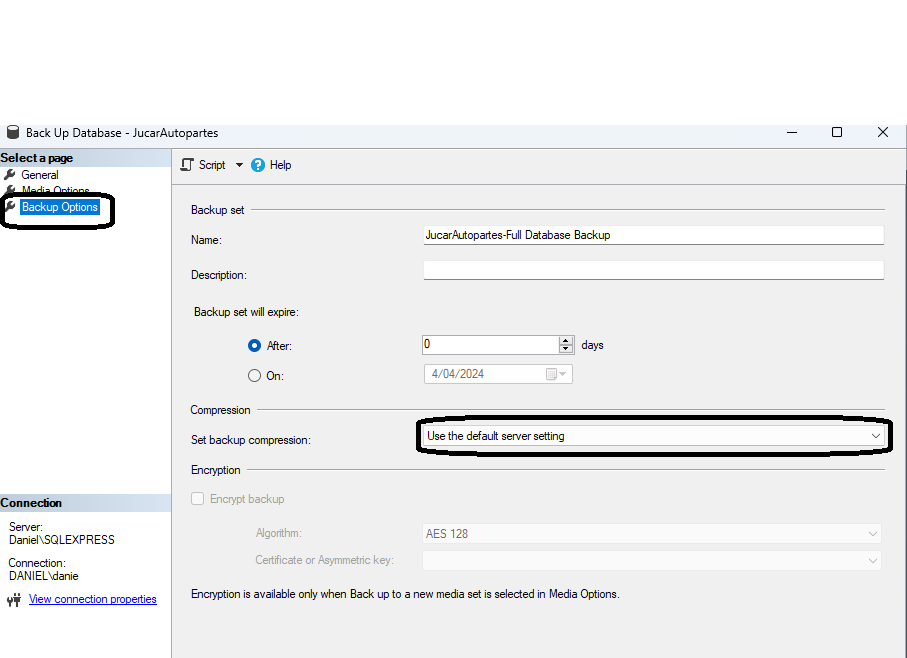 Back Up Database - JucarAutopartes
Select a page
General
Media Options
Backup Options
Script
Help
Backup set
Name:
JucarAutopartes-Full Database Backup
Description:
Backup set will expire:
After:
0
days
On:
4/04/2024
Compression
Set backup compression:
Use the default server setting
Encryption
Encrypt backup
Algorithm:
AES 128
Certificate or Asymmetric key:
Encryption is available only when Back up to a new media set is selected in Media Options.
Connection
Server:
Daniel\SQLEXPRESS
Connection:
DANIEL\danie
View connection properties